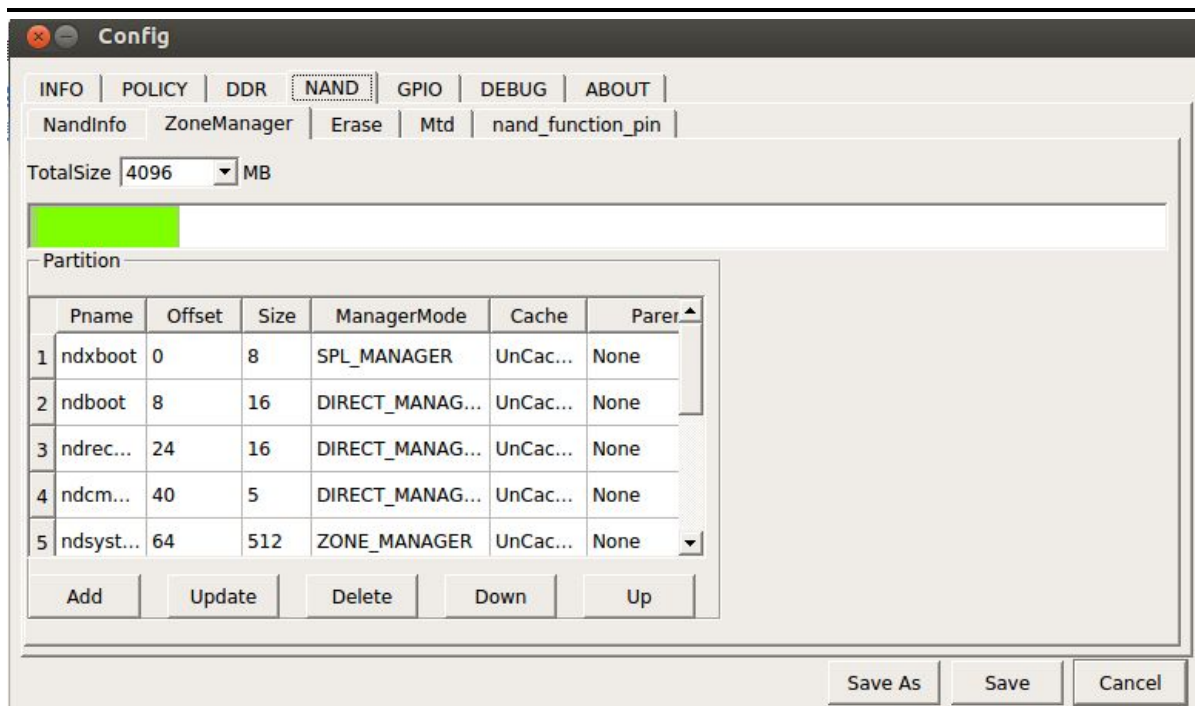 Config
INFO POLICY DDR NAND GPIO DEBUG ABOUT
NandInfo ZoneManager Erase Mtd nand_function_pin
TotalSize 4096 MB
Partition
Pname Offset Size ManagerMode Cache Paren
1 ndxboot 0 8 SPL_MANAGER UnCac... None
2 ndboot 8 16 DIRECT_MANAG... UnCac... None
3 ndrec... 24 16 DIRECT_MANAG... UnCac... None
4 ndcm... 40 5 DIRECT_MANAG... UnCac... None
5 ndsyst... 64 512 ZONE_MANAGER UnCac... None
Add Update Delete Down Up
Save As Save Cancel